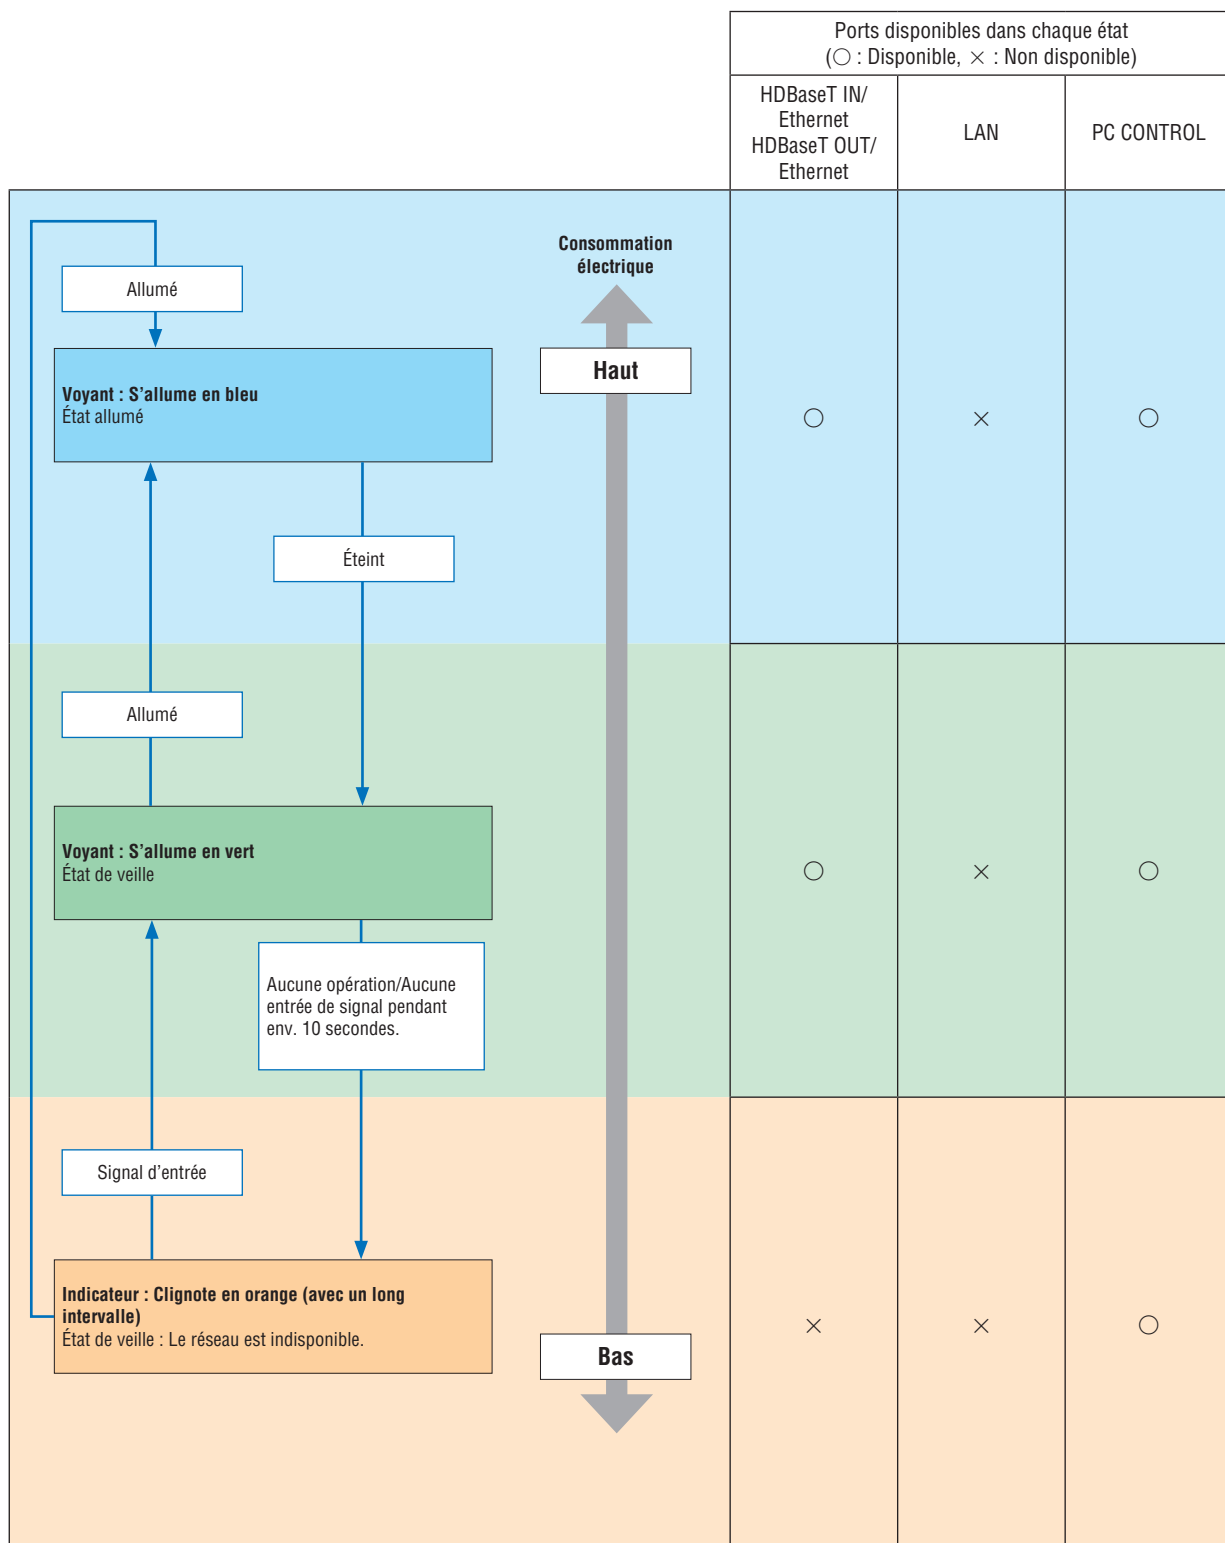 Ports disponibles dans chaque état
(○ : Disponible, × : Non disponible)
HDBaseT IN/
Ethernet
HDBaseT OUT/
Ethernet
LAN
PC CONTROL
Consommation
électrique
Allumé
Haut
Voyant : S’allume en bleu
État allumé
○
×
○
Éteint
Allumé
Voyant : S’allume en vert
État de veille
○
×
○
Aucune opération/Aucune
entrée de signal pendant
env. 10 secondes.
Signal d’entrée
Indicateur : Clignote en orange (avec un long
intervalle)
État de veille : Le réseau est indisponible.
×
×
○
Bas